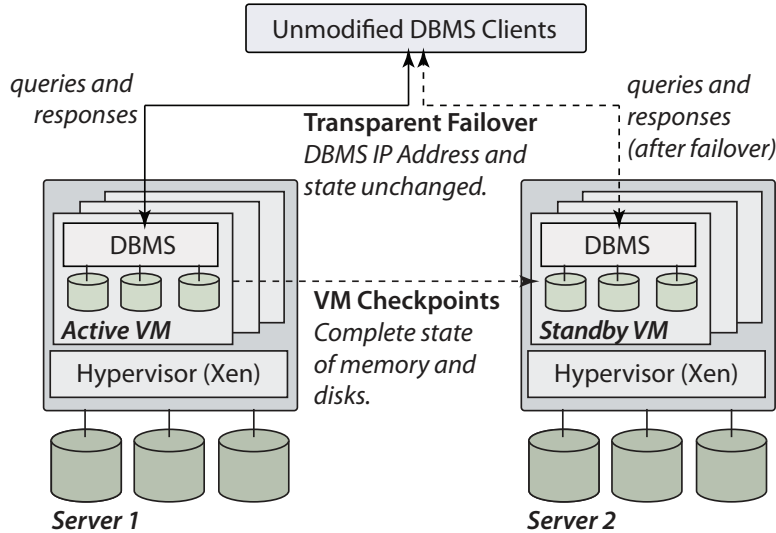 Unmodified DBMS Clients
queries and
responses
Transparent Failover
DBMS IP Address and
state unchanged.
queries and
responses
(after failover)
DBMS
Active VM
Hypervisor (Xen)
Server 1
VM Checkpoints
Complete state
of memory and
disks.
DBMS
Standby VM
Hypervisor (Xen)
Server 2